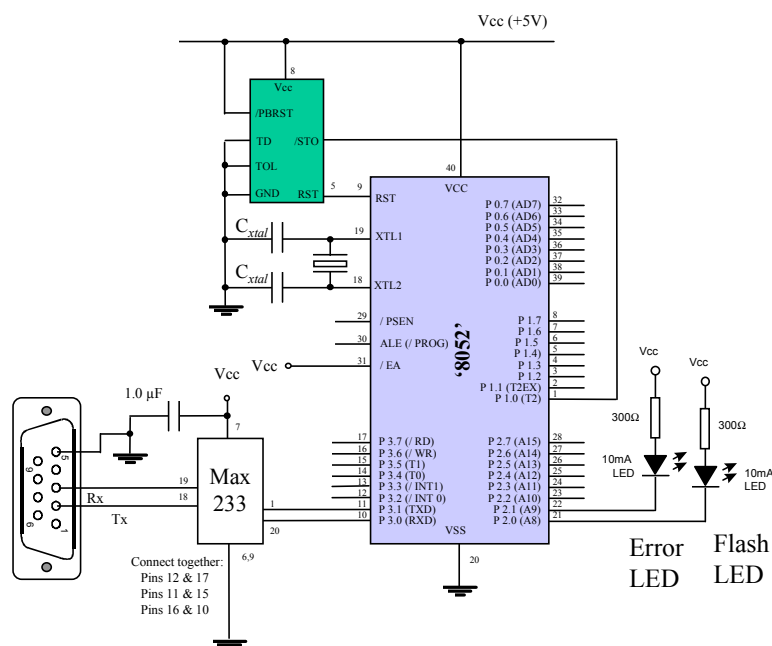 Vcc (+5V)
8
Vcc
/PBRST
TD
/STO
TOL
GND
RST
5
9
RST
40
VCC
Cxtal
19
XTL1
Cxtal
18
XTL2
29
/ PSEN
30
ALE (/ PROG)
Vcc
31
/ EA
‘8052’
P 0.7 (AD7)
32
P 0.6 (AD6)
33
P 0.5 (AD5)
34
P 0.4 (AD4)
35
P 0.3 (AD3)
36
P 0.2 (AD2)
37
P 0.1 (AD1)
38
P 0.0 (AD0)
39
P 1.7
8
P 1.6
7
P 1.5
6
P 1.4)
5
P 1.3
4
P 1.2
3
P 1.1 (T2EX)
2
P 1.0 (T2)
1
17
P 3.7 (/ RD)
16
P 3.6 (/ WR)
15
P 3.5 (T1)
14
P 3.4 (T0)
13
P 3.3 (/ INT1)
12
P 3.2 (/ INT 0)
11
P 3.1 (TXD)
10
P 3.0 (RXD)
P 2.7 (A15)
28
P 2.6 (A14)
27
P 2.5 (A13)
26
P 2.4 (A12)
25
P 2.3 (A11)
24
P 2.2 (A10)
23
P 2.1 (A9)
22
P 2.0 (A8)
21
VSS
20
Vcc
300Ω
10mA
LED
Vcc
300Ω
10mA
LED
Error
LED
Flash
LED
1.0 µF
Vcc
7
Max
233
19
18
Rx
Tx
1
20
6,9
5
9
6
1
Connect together:
Pins 12 & 17
Pins 11 & 15
Pins 16 & 10